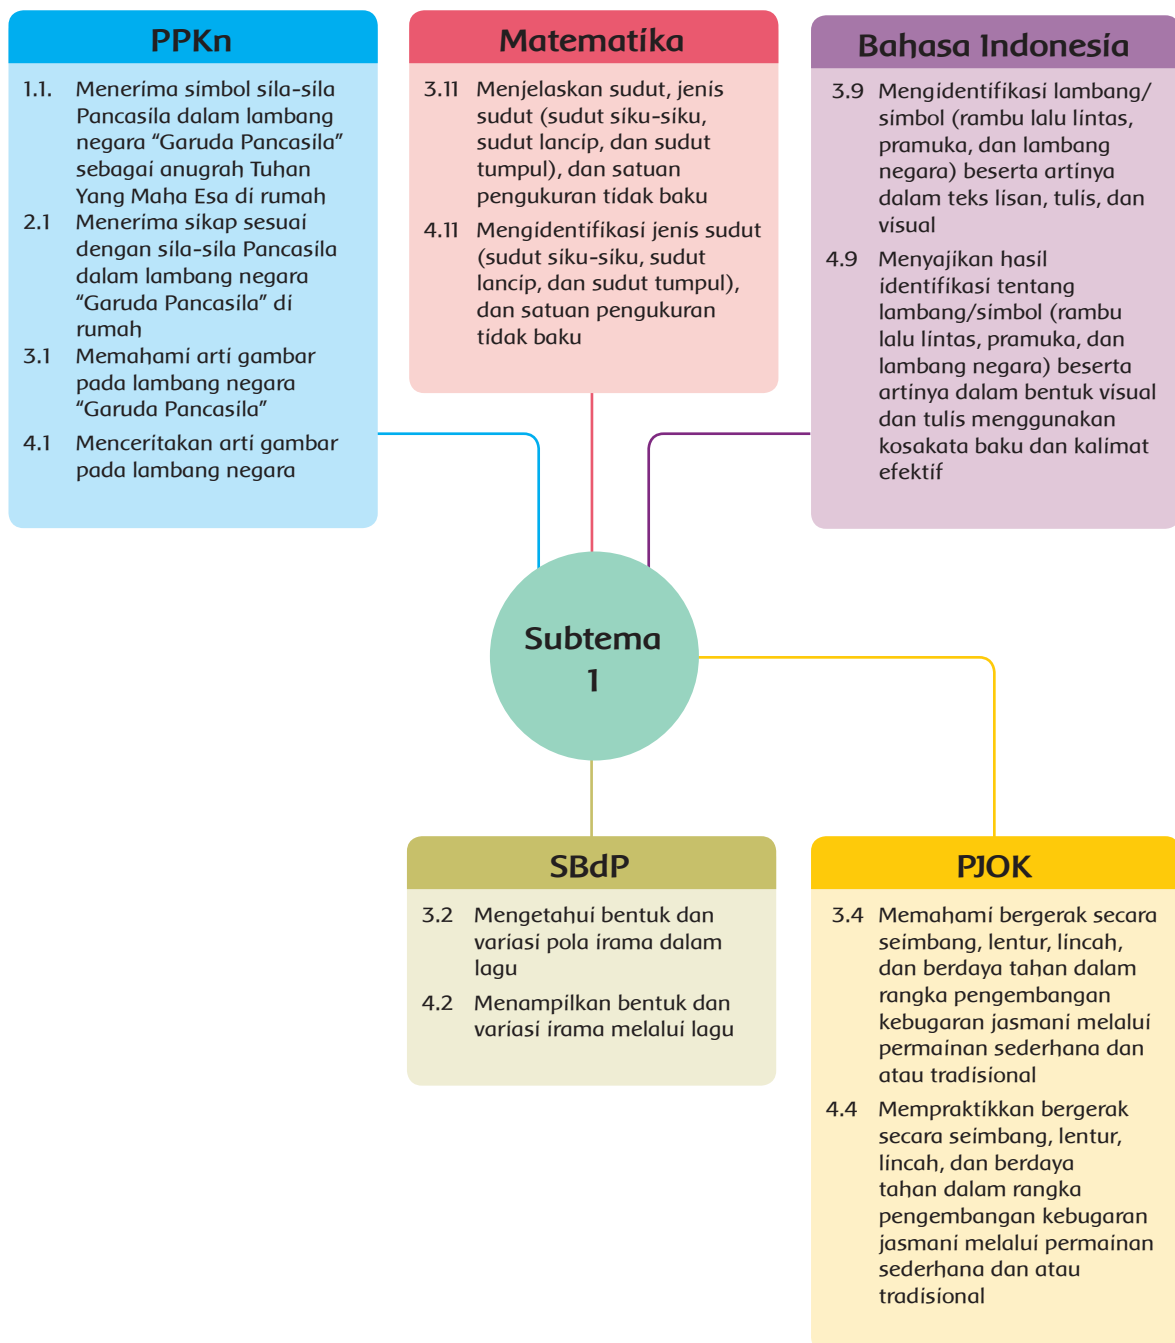 PPKn
1.1. Menerima simbol sila-sila
Pancasila dalam lambang
negara “Garuda Pancasila”
sebagai anugrah Tuhan
Yang Maha Esa di rumah
2.1 Menerima sikap sesuai
dengan sila-sila Pancasila
dalam lambang negara
“Garuda Pancasila” di
rumah
3.1 Memahami arti gambar
pada lambang negara
“Garuda Pancasila”
4.1 Menceritakan arti gambar
pada lambang negara
Matematika
3.11 Menjelaskan sudut, jenis
sudut (sudut siku-siku,
sudut lancip, dan sudut
tumpul), dan satuan
pengukuran tidak baku
4.11 Mengidentifikasi jenis sudut
(sudut siku-siku, sudut
lancip, dan sudut tumpul),
dan satuan pengukuran
tidak baku
Bahasa Indonesia
3.9 Mengidentifikasi lambang/
simbol (rambu lalu lintas,
pramuka, dan lambang
negara) beserta artinya
dalam teks lisan, tulis, dan
visual
4.9 Menyajikan hasil
identifikasi tentang
lambang/simbol (rambu
lalu lintas, pramuka, dan
lambang negara) beserta
artinya dalam bentuk visual
dan tulis menggunakan
kosakata baku dan kalimat
efektif
Subtema
1
SBdP
3.2 Mengetahui bentuk dan
variasi pola irama dalam
lagu
4.2 Menampilkan bentuk dan
variasi irama melalui lagu
PJOK
3.4 Memahami bergerak secara
seimbang, lentur, lincah,
dan berdaya tahan dalam
rangka pengembangan
kebugaran jasmani melalui
permainan sederhana dan
atau tradisional
4.4 Mempraktikkan bergerak
secara seimbang, lentur,
lincah, dan berdaya
tahan dalam rangka
pengembangan kebugaran
jasmani melalui permainan
sederhana dan atau
tradisional